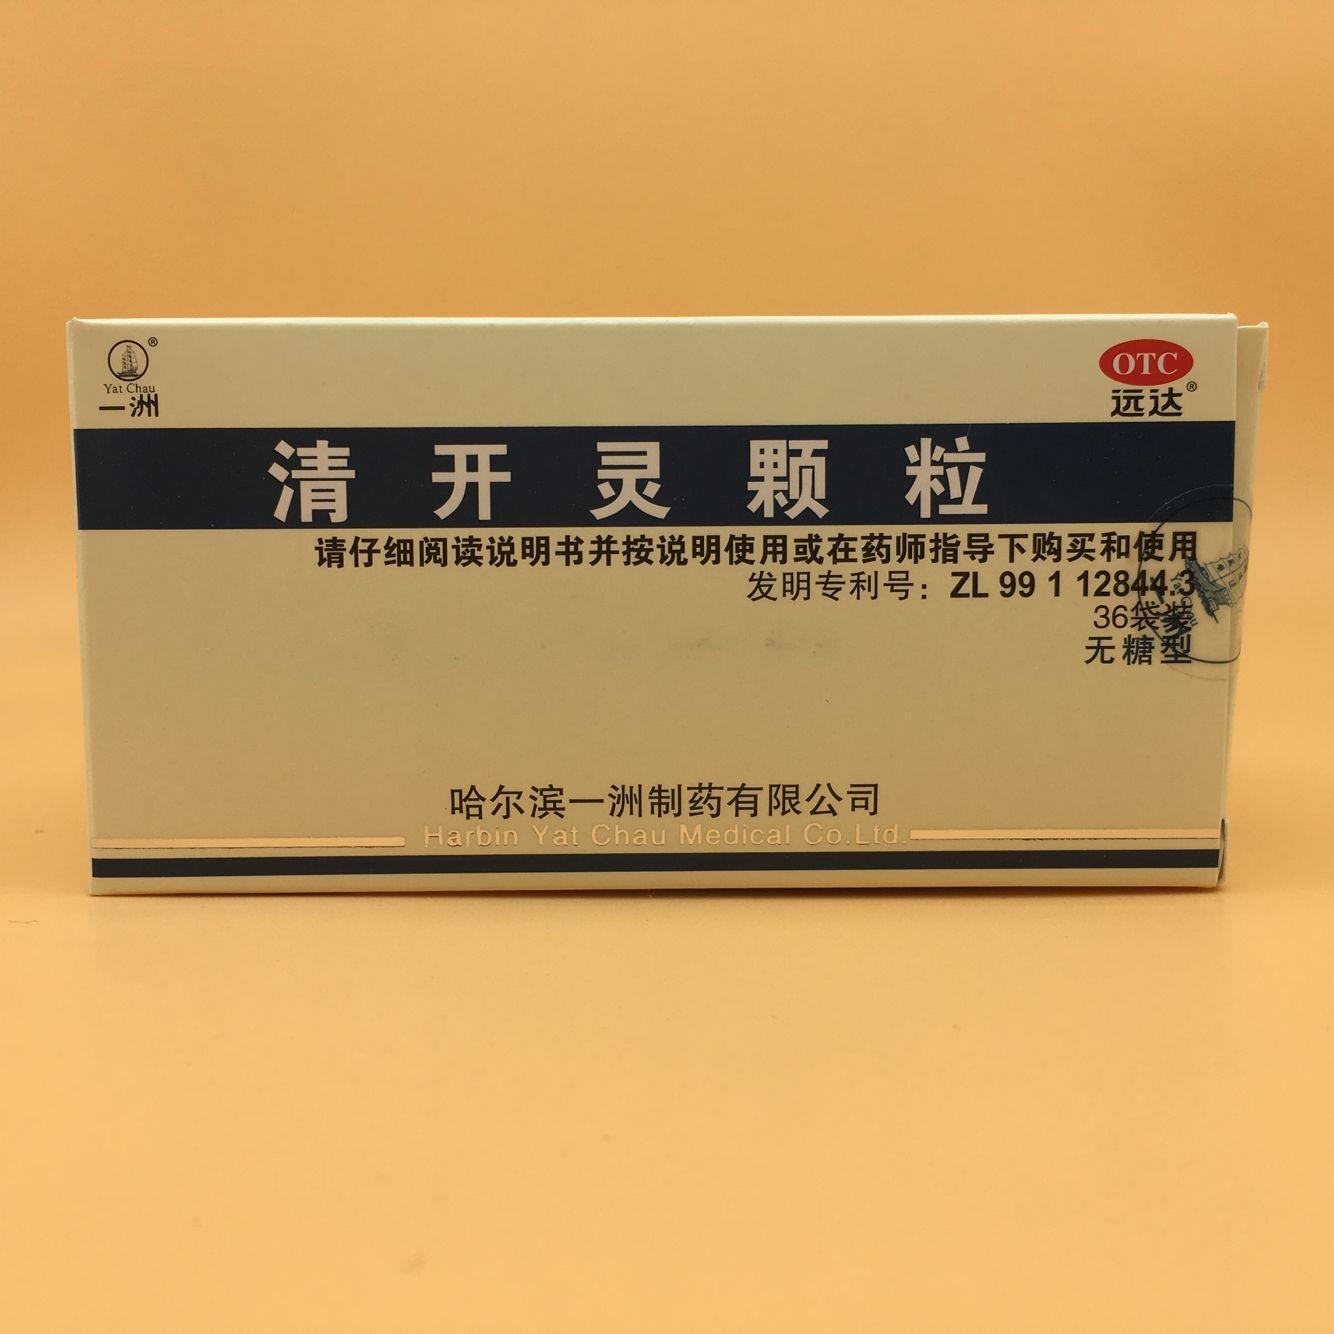 Yat Chau ®
一洲
OTC
远达®
清开灵颗粒
请仔细阅读说明书并按说明使用或在药师指导下购买和使用
发明专利号：ZL 99 1 12844.3
36袋装
无糖型
哈尔滨一洲制药有限公司
Harbin Yat Chau Medical Co.Ltd.